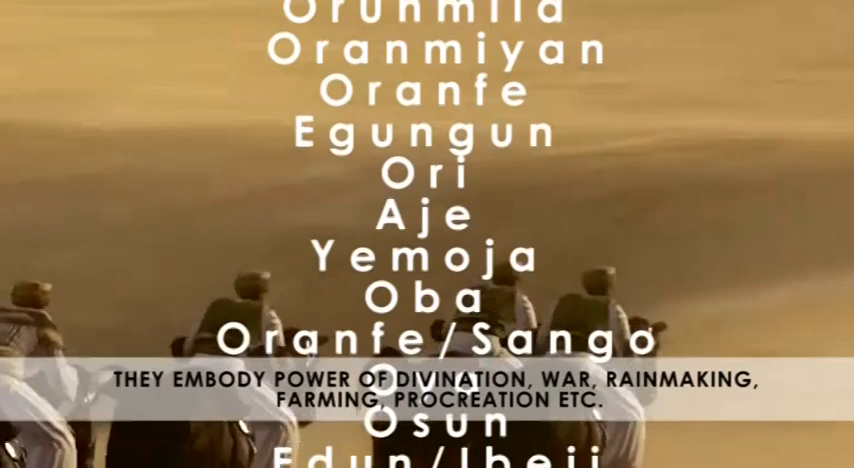 Orunmila
Oranmiyan
Oranfe
Egungun
Ori
Aje
Yemoja
Oba
Oranfe/Sango
THEY EMBODY POWER OF DIVINATION, WAR, RAINMAKING,
FARMING, PROCREATION ETC.
Osun
Edun/Ibeji